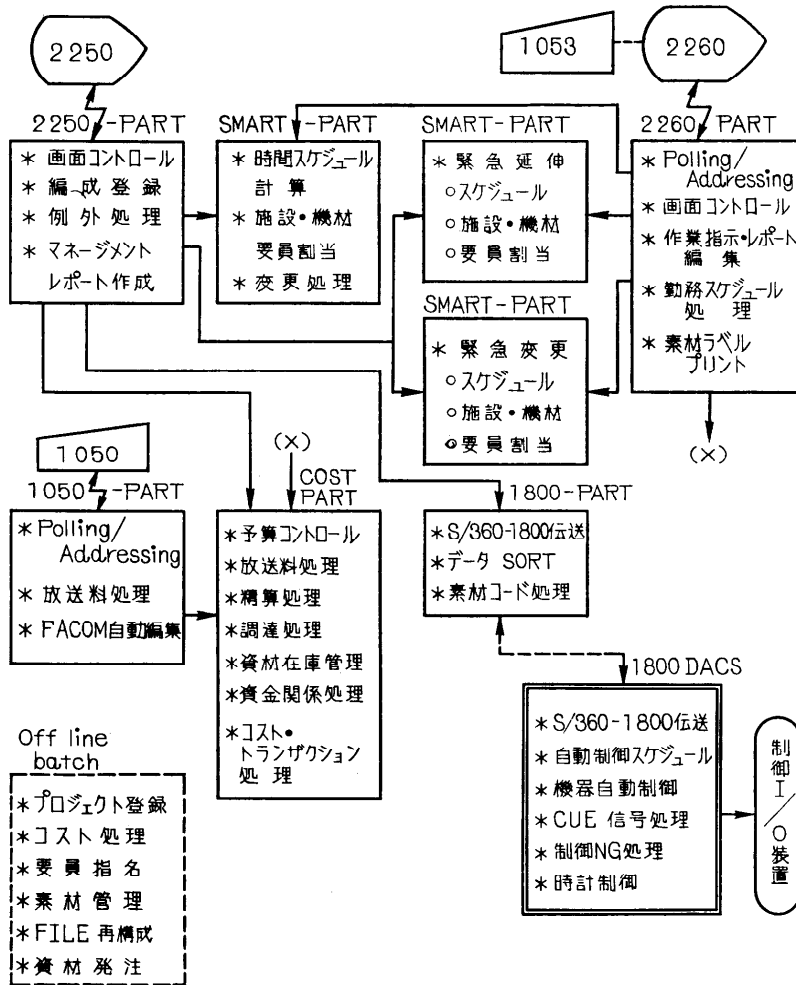 2250
1053
2260
2250-PART
* 画面コントロール
* 編成登録
* 例外処理
* マネージメント
レポート作成
SMART-PART
* 時間スケジュール
計算
* 施設・機材
要員割当
* 変更処理
SMART-PART
* 緊急延伸
○スケジュール
○施設・機材
○要員割当
SMART-PART
* 緊急変更
○スケジュール
○施設・機材
◎要員割当
2260 PART
* Polling/
Addressing
* 画面コントロール
* 作業指示・レポート
編集
* 勤務スケジュール
処理
* 素材ラベル
プリント
(X)
1050
1050-PART
* Polling/
Addressing
* 放送料処理
* FACOM自動編集
(X)
COST
PART
* 予算コントロール
* 放送料処理
* 精算処理
* 調達処理
* 資材在庫管理
* 資金関係処理
* コスト・
トランザクション
処理
1800-PART
* S/360-1800伝送
* データ SORT
* 素材コード処理
1800 DACS
* S/360-1800伝送
* 自動制御スケジュール
* 機器自動制御
* CUE 信号処理
* 制御NG処理
* 時計制御
制御I/O装置
Off line
batch
* プロジェクト登録
* コスト処理
* 要員指名
* 素材管理
* FILE 再構成
* 資材発注